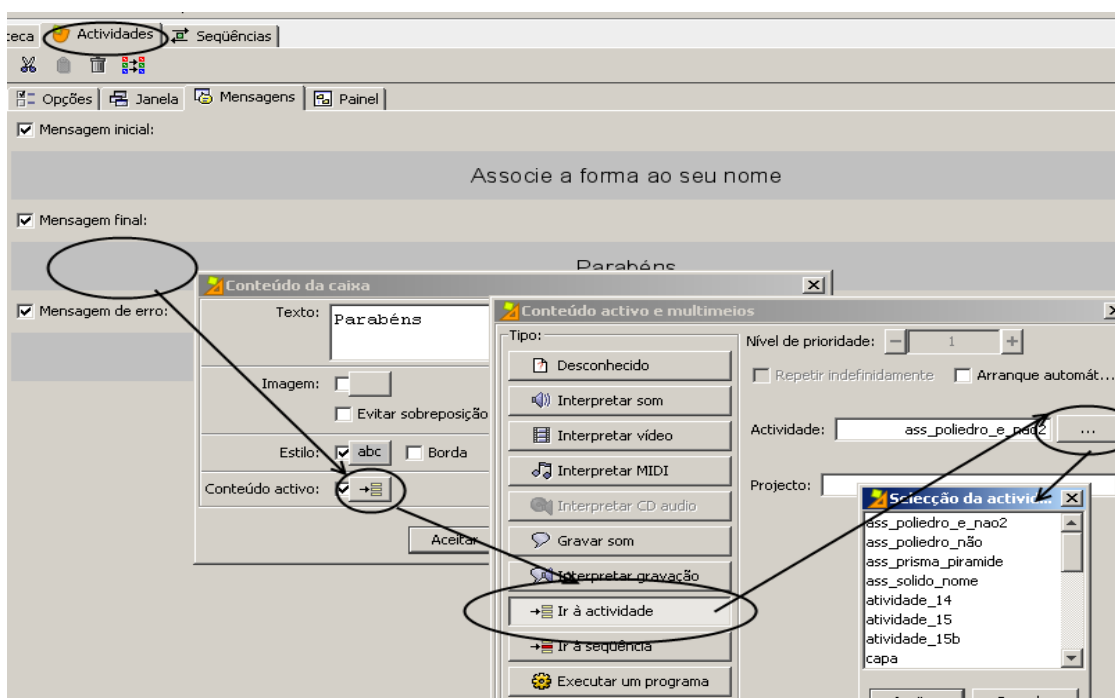 teca Actividades Seqüências
Opções Janela Mensagens Painel
Mensagem inicial:
Associe a forma ao seu nome
Mensagem final:
Parabéns
Mensagem de erro:
Conteúdo da caixa
Texto: Parabéns
Imagem:
Evitar sobreposição
Estilo: abc Borda
Conteúdo activo:
Aceitar
Conteúdo activo e multimeios
Tipo:
Desconhecido
Interpretar som
Interpretar vídeo
Interpretar MIDI
Interpretar CD audio
Gravar som
Interpretar gravação
Ir à actividade
Ir à seqüência
Executar um programa
Nível de prioridade: 1
Repetir indefinidamente Arranque automát...
Actividade: ass_poliedro_e_nao2 ...
Projecto:
Selecção da activid...
ass_poliedro_e_nao2
ass_poliedro_não
ass_prisma_piramide
ass_solido_nome
atividade_14
atividade_15
atividade_15b
capa